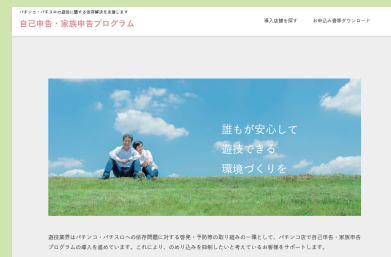 パチンコ・パチスロの遊技に関する依存解決を支援します
自己申告・家族申告プログラム
導入店舗を探す
お申込み書等ダウンロード
誰もが安心して
遊技できる
環境づくりを
遊技業界はパチンコ・パチスロへの依存問題に対する啓発・予防等の取り組みの一環として、パチンコ店で自己申告・家族申告
プログラムの導入を進めています。これにより、のめり込みを抑制したいと考えているお客様をサポートします。